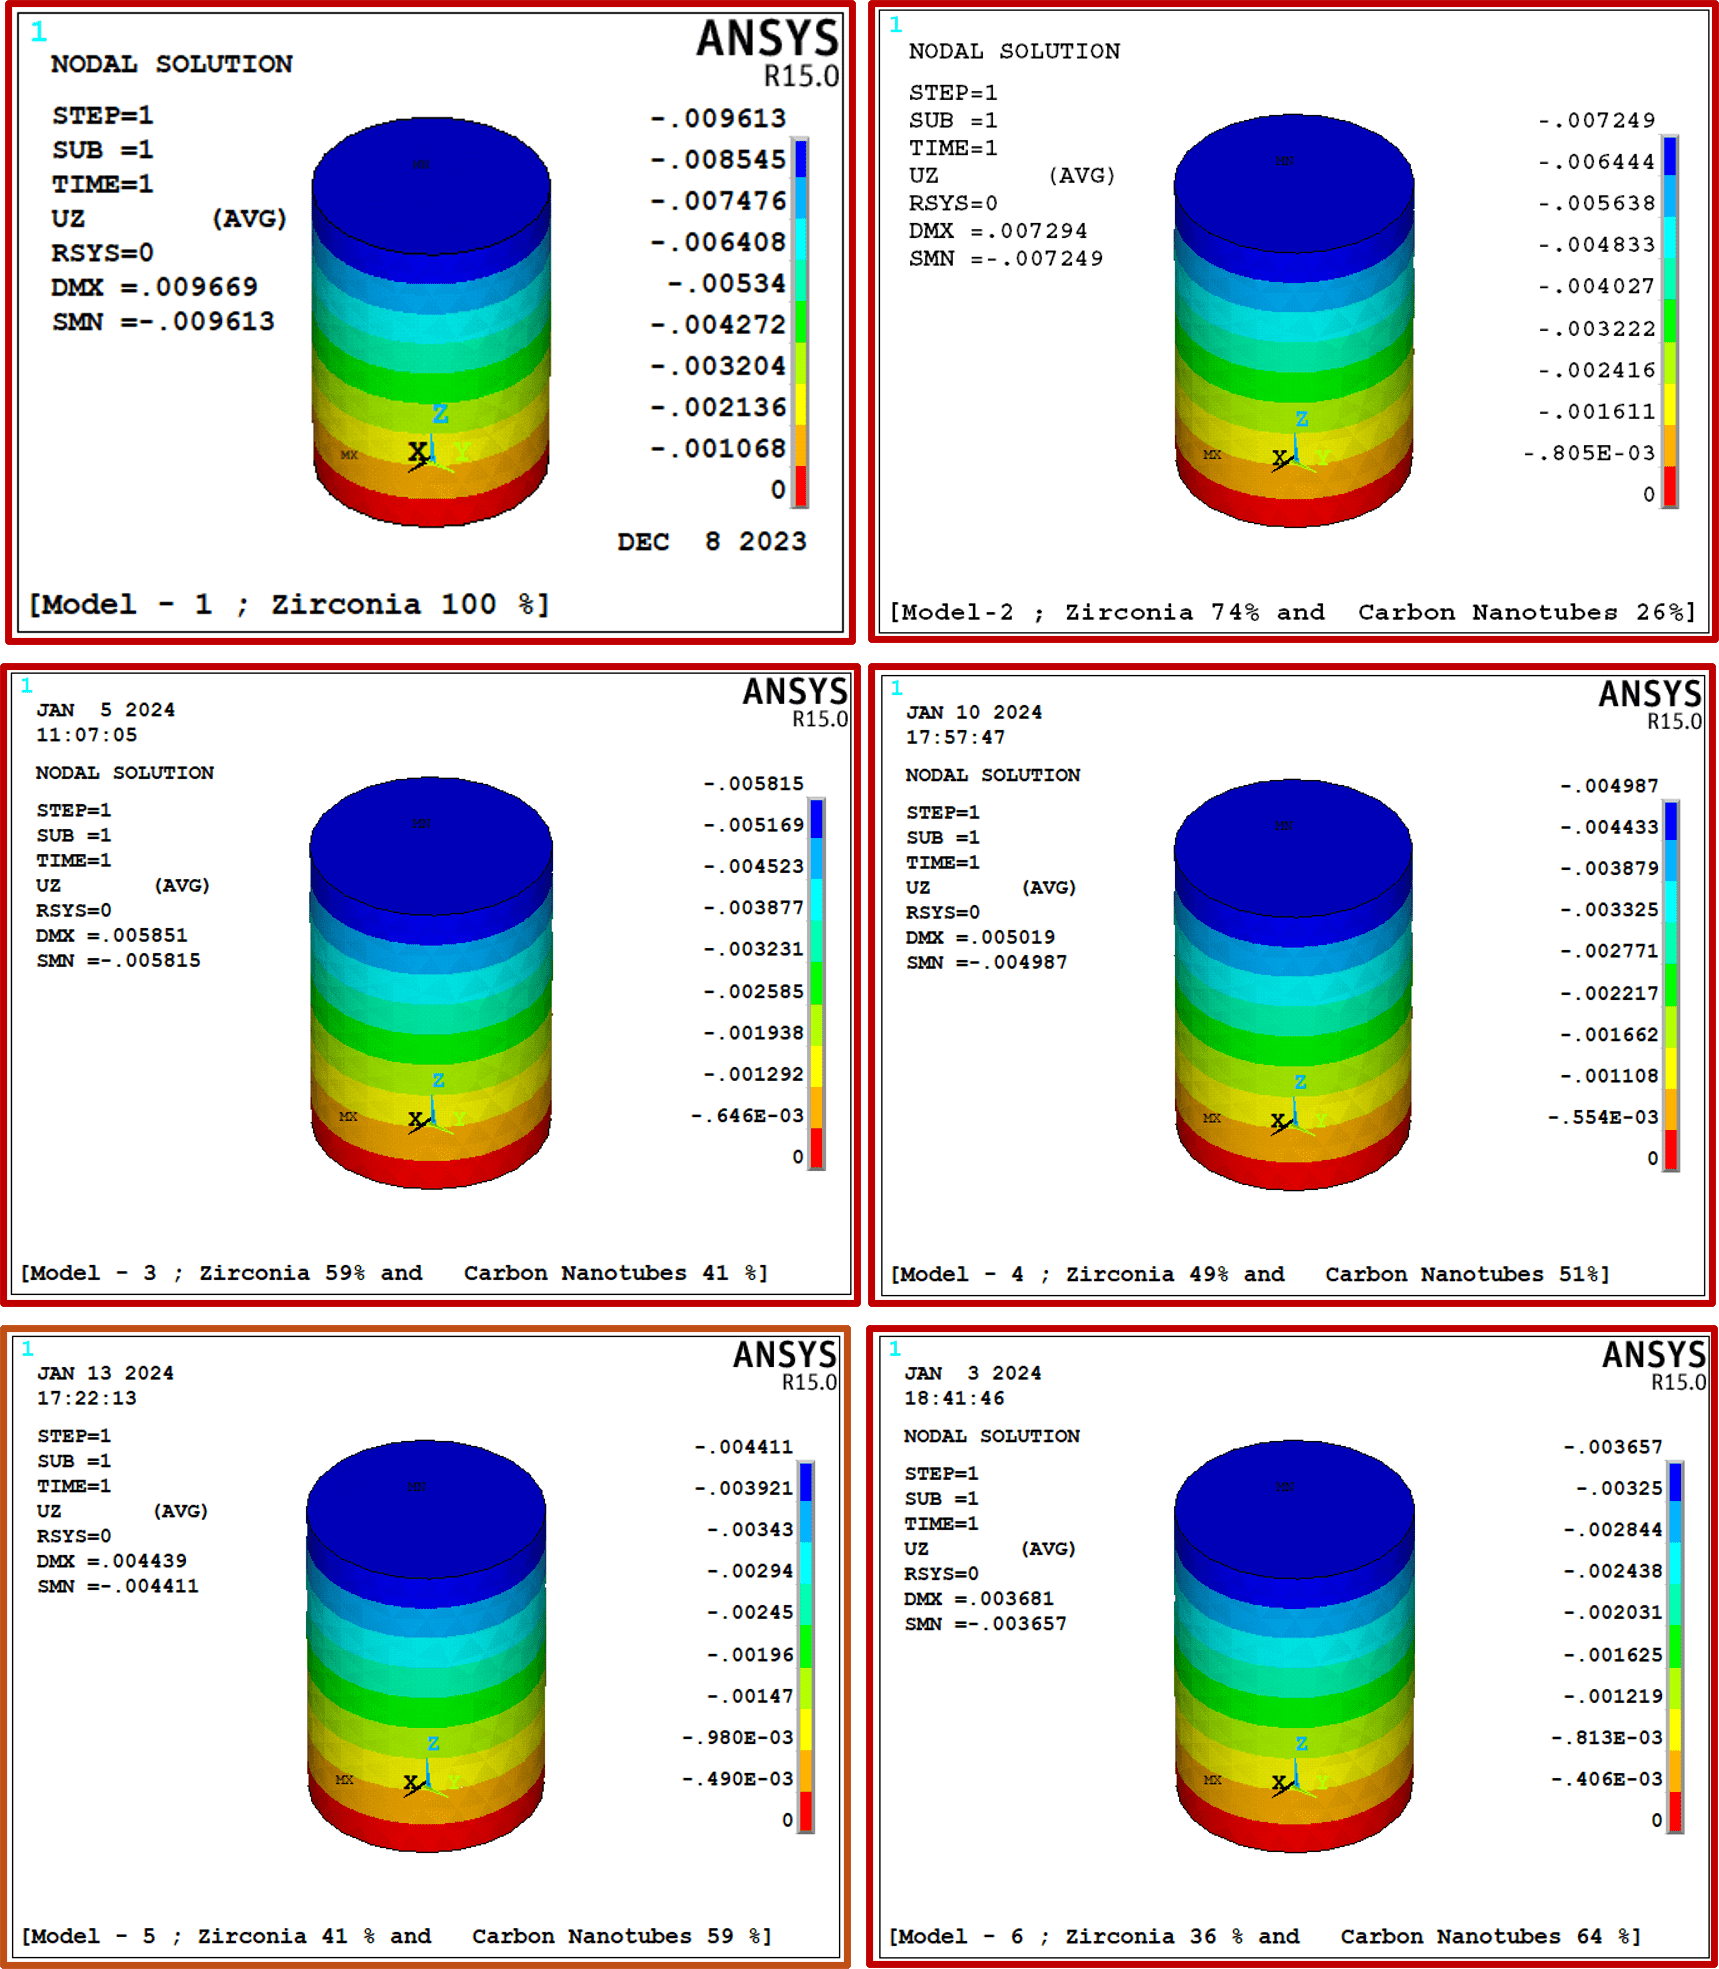 1
ANSYS
R15.0
NODAL SOLUTION
STEP=1
SUB =1
TIME=1
UZ (AVG)
RSYS=0
DMX =.009669
SMN =-.009613
MN
MX
Z
X
Y
-.009613
-.008545
-.007476
-.006408
-.00534
-.004272
-.003204
-.002136
-.001068
0
DEC 8 2023
[Model - 1 ; Zirconia 100 %]
1
NODAL SOLUTION
STEP=1
SUB =1
TIME=1
UZ (AVG)
RSYS=0
DMX =.007294
SMN =-.007249
MN
MX
Z
X
Y
-.007249
-.006444
-.005638
-.004833
-.004027
-.003222
-.002416
-.001611
-.805E-03
0
[Model-2 ; Zirconia 74% and Carbon Nanotubes 26%]
1
ANSYS
R15.0
JAN 5 2024
11:07:05
NODAL SOLUTION
STEP=1
SUB =1
TIME=1
UZ (AVG)
RSYS=0
DMX =.005851
SMN =-.005815
MN
MX
Z
X
Y
-.005815
-.005169
-.004523
-.003877
-.003231
-.002585
-.001938
-.001292
-.646E-03
0
[Model - 3 ; Zirconia 59% and Carbon Nanotubes 41 %]
1
ANSYS
R15.0
JAN 10 2024
17:57:47
NODAL SOLUTION
STEP=1
SUB =1
TIME=1
UZ (AVG)
RSYS=0
DMX =.005019
SMN =-.004987
MN
MX
Z
X
Y
-.004987
-.004433
-.003879
-.003325
-.002771
-.002217
-.001662
-.001108
-.554E-03
0
[Model - 4 ; Zirconia 49% and Carbon Nanotubes 51%]
1
ANSYS
R15.0
JAN 13 2024
17:22:13
STEP=1
SUB =1
TIME=1
UZ (AVG)
RSYS=0
DMX =.004439
SMN =-.004411
MN
MX
Z
X
Y
-.004411
-.003921
-.00343
-.00294
-.00245
-.00196
-.00147
-.980E-03
-.490E-03
0
[Model - 5 ; Zirconia 41 % and Carbon Nanotubes 59 %]
1
ANSYS
R15.0
JAN 3 2024
18:41:46
NODAL SOLUTION
STEP=1
SUB =1
TIME=1
UZ (AVG)
RSYS=0
DMX =.003681
SMN =-.003657
MN
MX
Z
X
Y
-.003657
-.00325
-.002844
-.002438
-.002031
-.001625
-.001219
-.813E-03
-.406E-03
0
[Model - 6 ; Zirconia 36 % and Carbon Nanotubes 64 %]